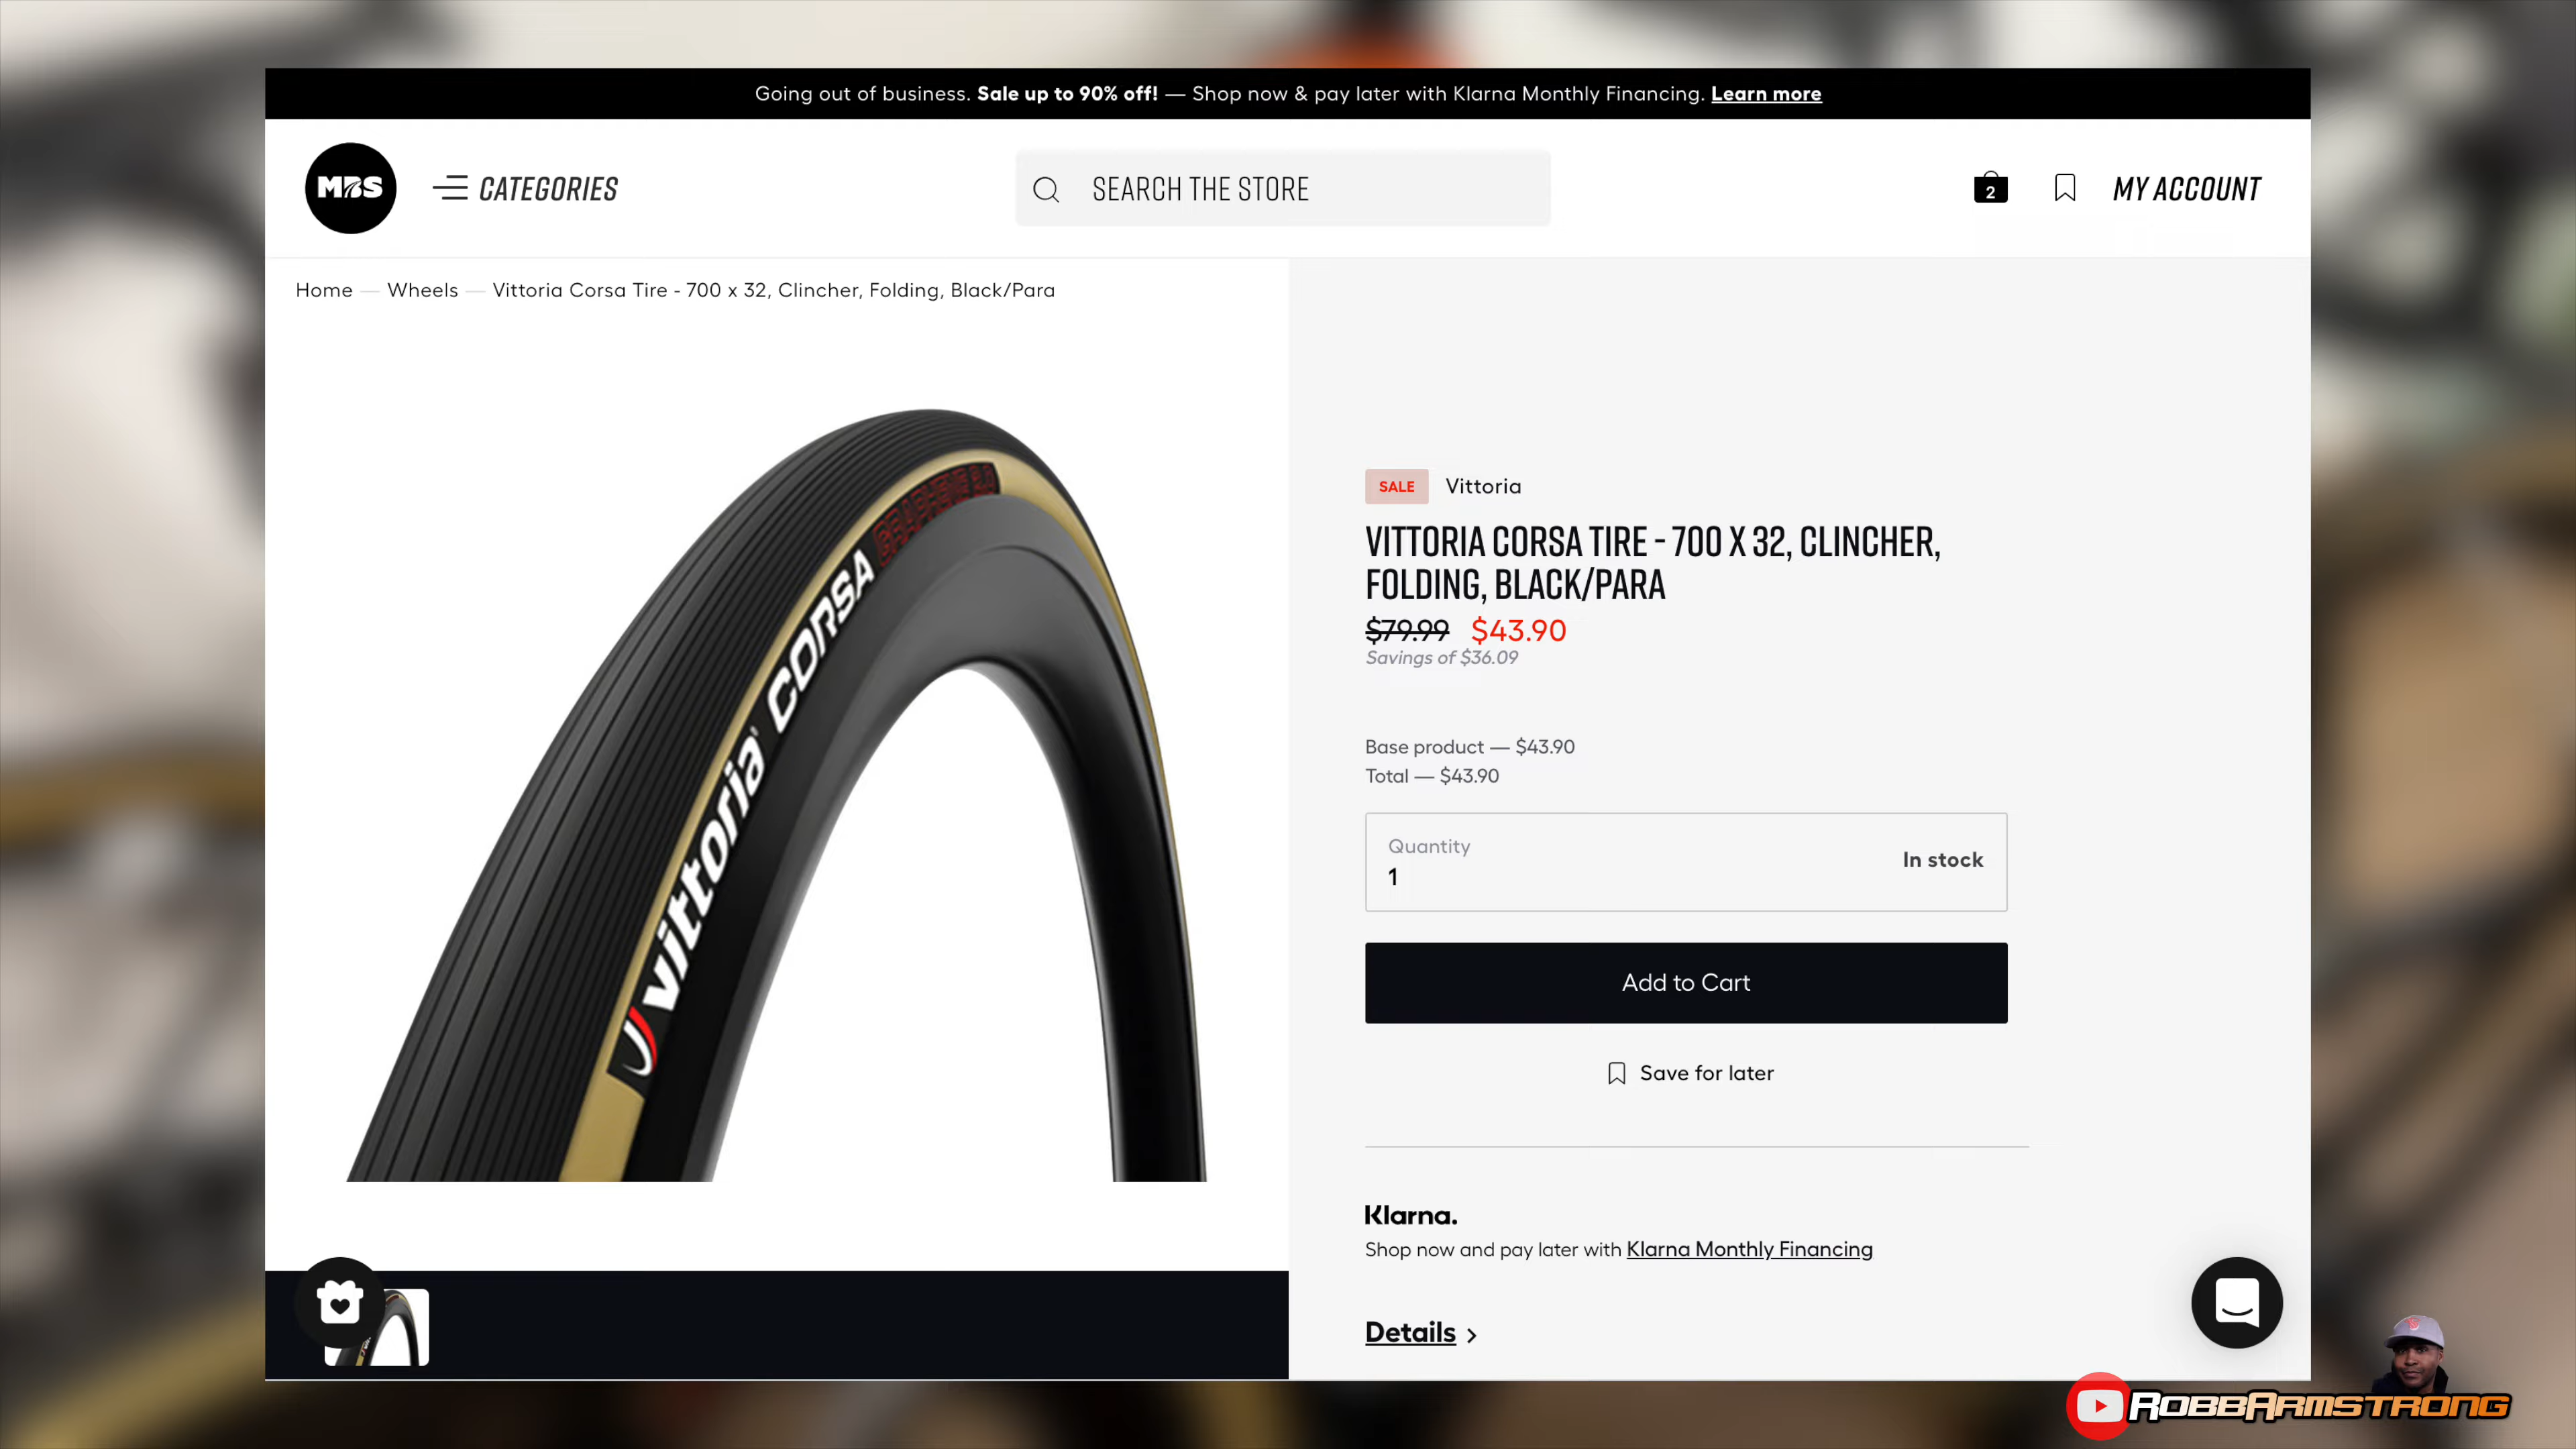 Going out of business. Sale up to 90% off! — Shop now & pay later with Klarna Monthly Financing. Learn more
MBS
CATEGORIES
SEARCH THE STORE
2
MY ACCOUNT
Home — Wheels — Vittoria Corsa Tire - 700 x 32, Clincher, Folding, Black/Para
vittoria CORSA
SALE Vittoria
VITTORIA CORSA TIRE - 700 X 32, CLINCHER,
FOLDING, BLACK/PARA
$79.99 $43.90
Savings of $36.09
Base product — $43.90
Total — $43.90
Quantity
1
In stock
Add to Cart
Save for later
Klarna.
Shop now and pay later with Klarna Monthly Financing
Details >
ROBBARMSTRONG